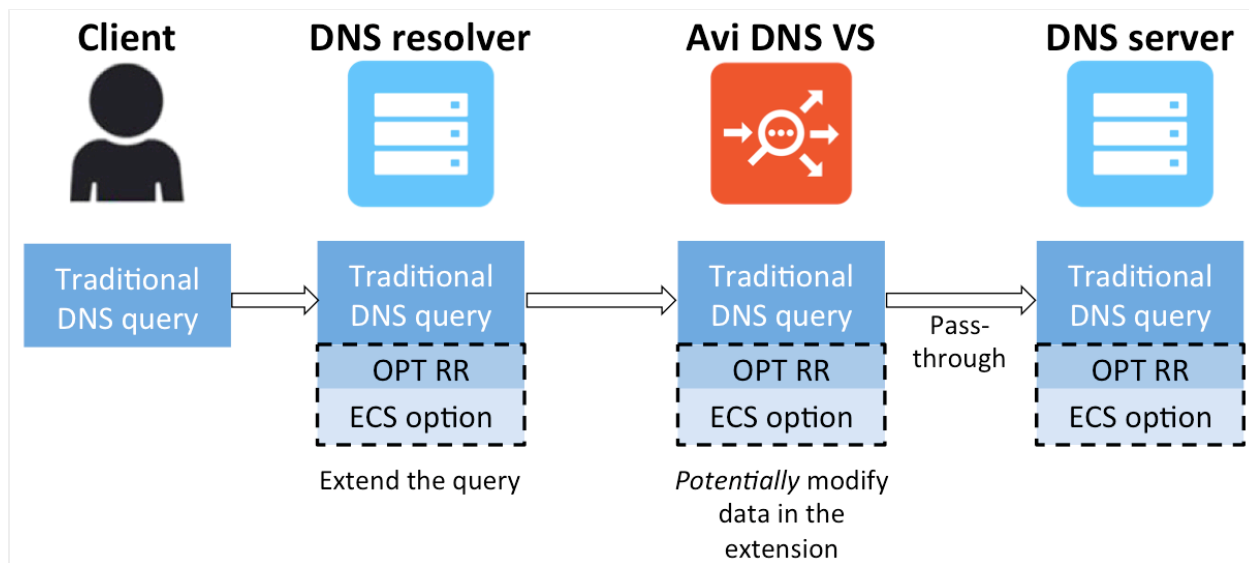 Client
DNS resolver
Avi DNS VS
DNS server
Traditional
DNS query
Traditional
DNS query
OPT RR
ECS option
Extend the query
Traditional
DNS query
OPT RR
ECS option
Potentially modify
data in the
extension
Pass-
through
Traditional
DNS query
OPT RR
ECS option